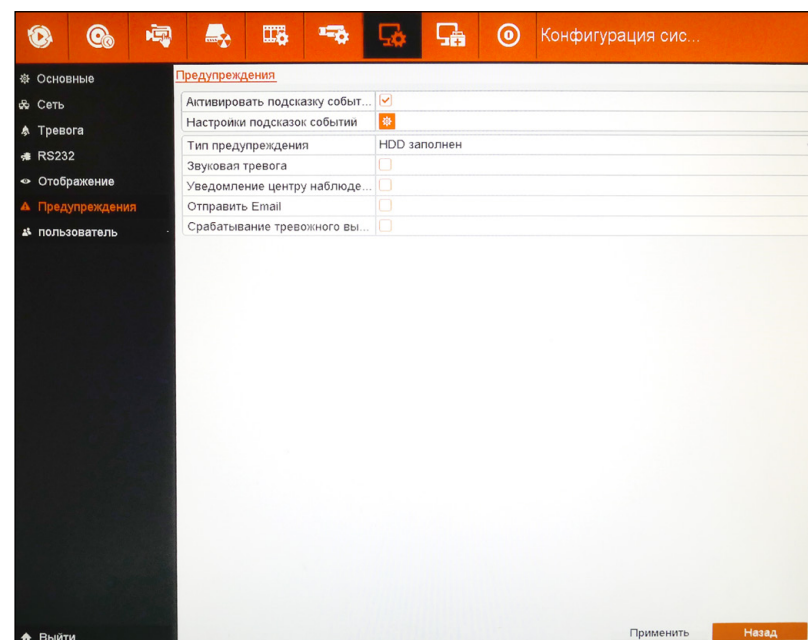 Конфигурация сис...
Основные
Сеть
Тревога
RS232
Отображение
Предупреждения
пользователь
Выйти
Предупреждения
Активировать подсказку событ...
Настройки подсказок событий
Тип предупреждения HDD заполнен
Звуковая тревога
Уведомление центру наблюде...
Отправить Email
Срабатывание тревожного вы...
Применить Назад